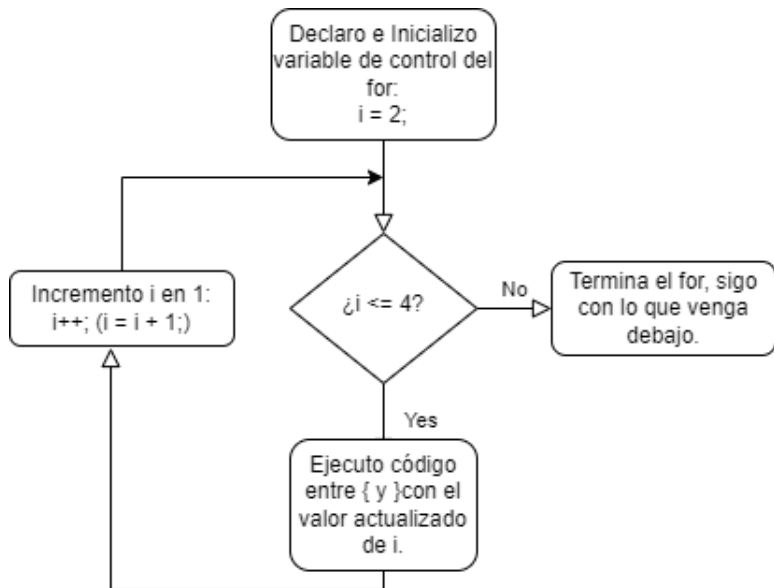 Declaro e Inicializo
variable de control del
for:
i = 2;
Incremento i en 1:
i++; (i = i + 1;)
¿i <= 4?
No
Termina el for, sigo
con lo que venga
debajo.
Yes
Ejecuto código
entre { y }con el
valor actualizado
de i.